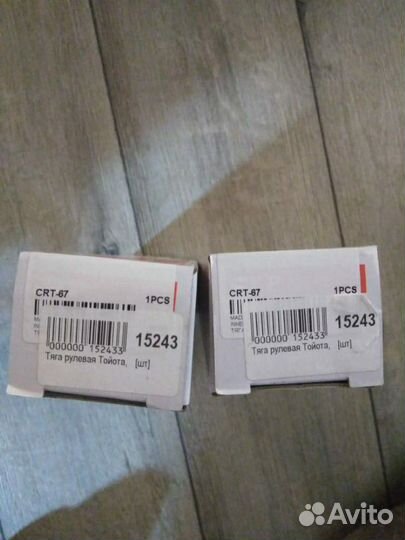 CRT-67
1PCS
15243
000000 152433
Тяга рулевая Тойота, [шт]
CRT-67
1PCS
15243
000000 152433
Тяга рулевая Тойота, [шт]
Avito